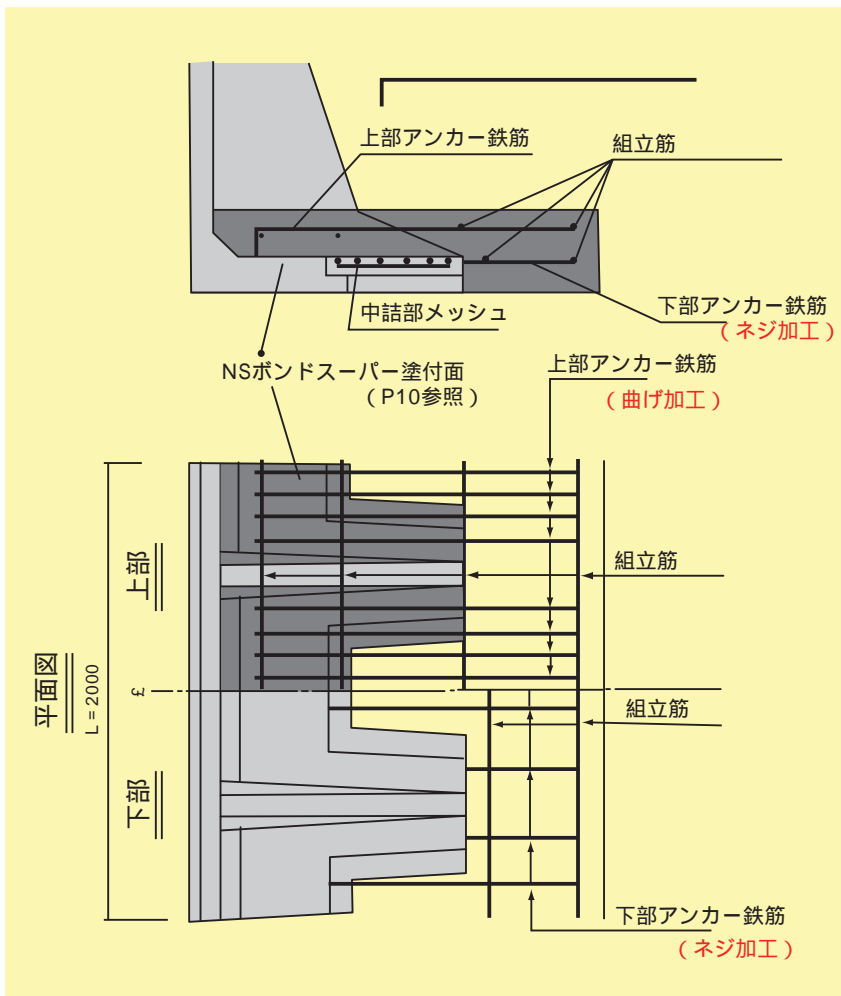 上部アンカー鉄筋
組立筋
中詰部メッシュ
下部アンカー鉄筋
(ネジ加工)
NSボンドスーパー塗付面
(P10参照)
上部アンカー鉄筋
(曲げ加工)
上部
組立筋
平面図
L = 2000
組立筋
下部
下部アンカー鉄筋
(ネジ加工)